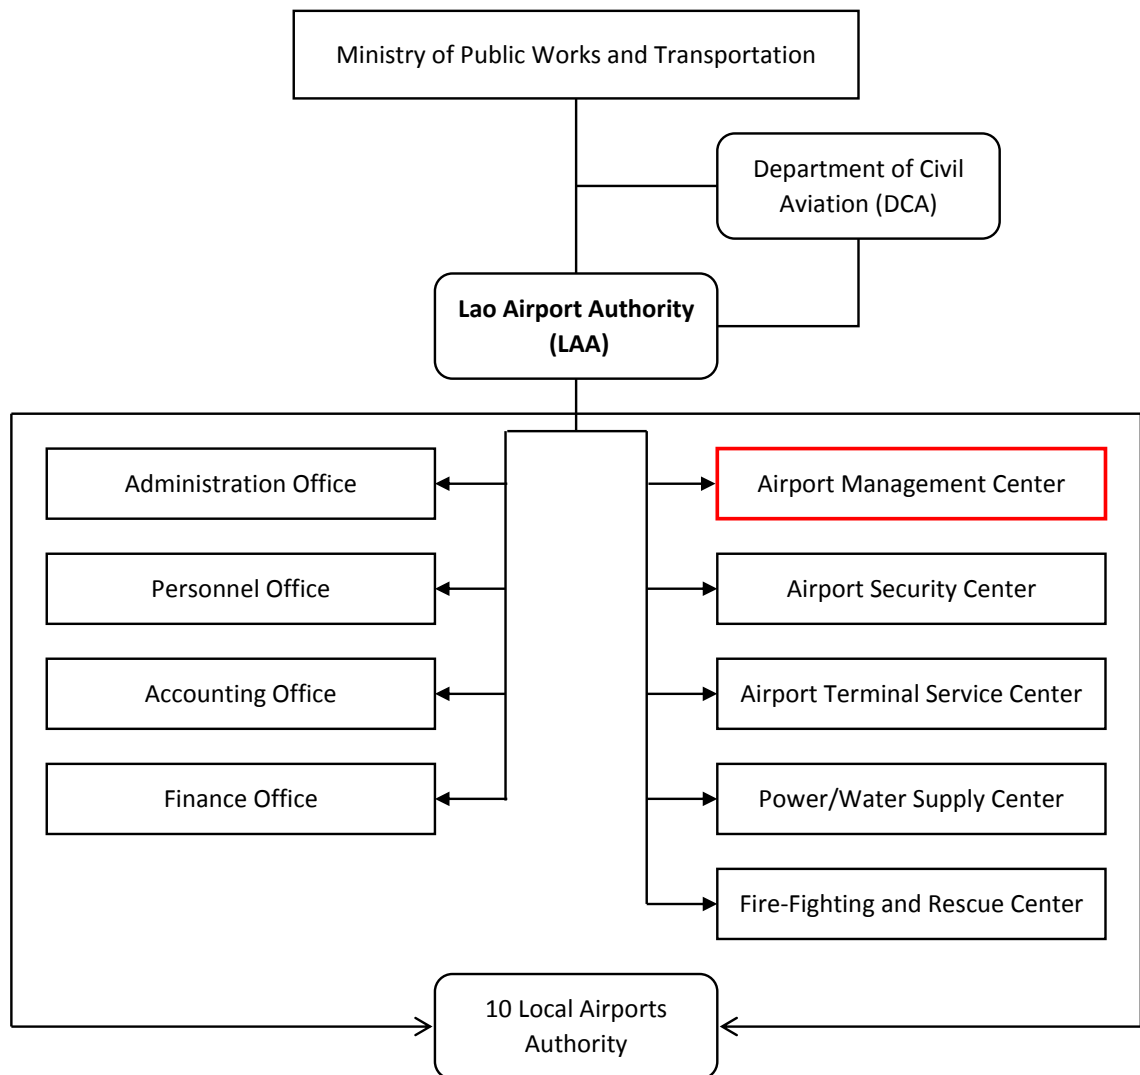 Ministry of Public Works and Transportation
Department of Civil
Aviation (DCA)
Lao Airport Authority
(LAA)
Administration Office
Airport Management Center
Personnel Office
Airport Security Center
Accounting Office
Airport Terminal Service Center
Finance Office
Power/Water Supply Center
Fire-Fighting and Rescue Center
10 Local Airports
Authority